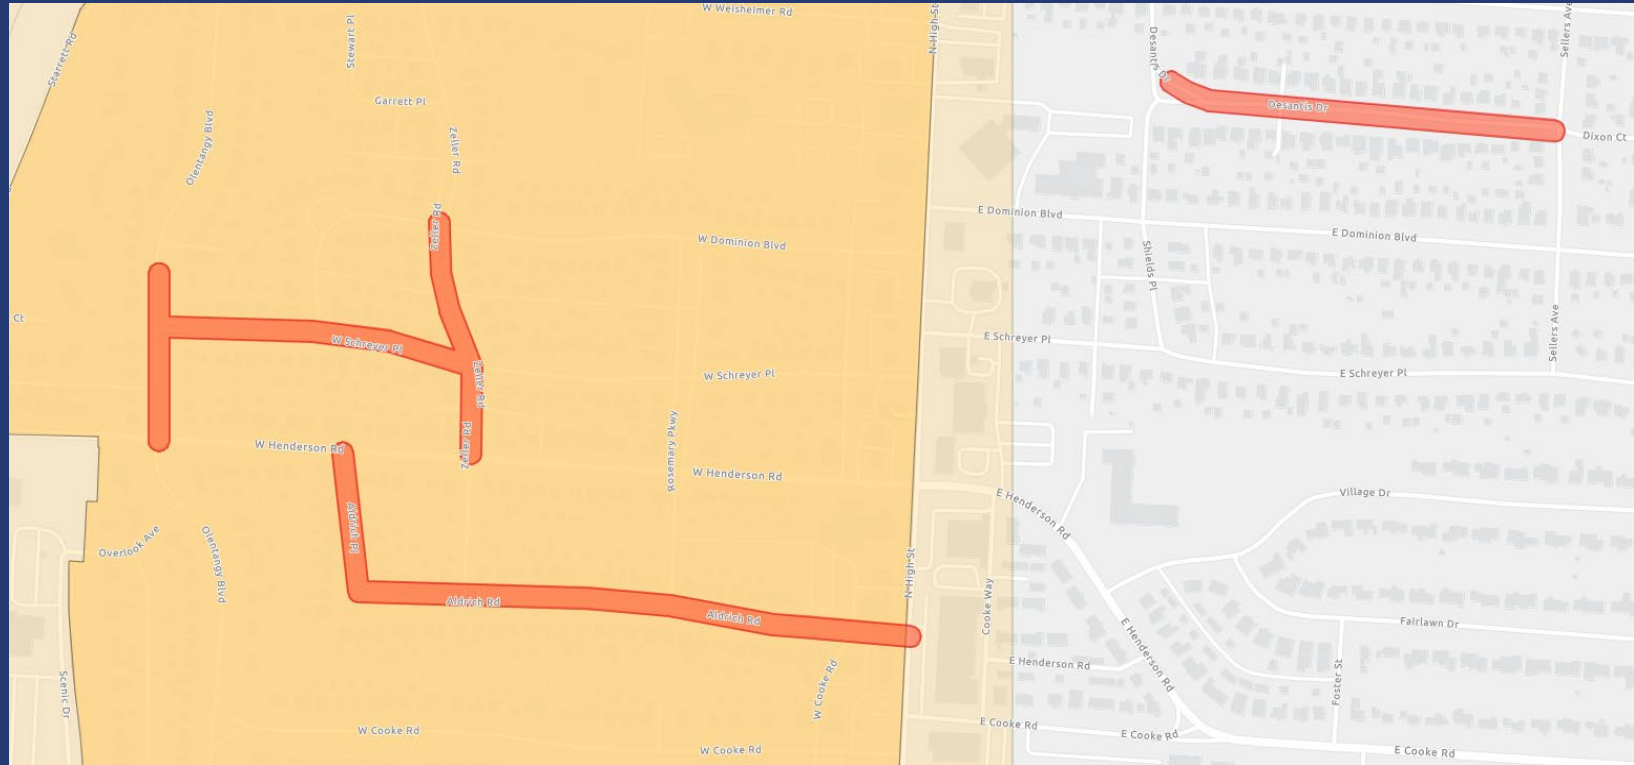 W Weisheimer Rd
N High St
Sellers Ave
Stewart Pl
Starrett Rd
Desantis Dr
Garrett Pl
Desantis Dr
Dixon Ct
Olentangy Blvd
Zeller Rd
E Dominion Blvd
Zeller Rd
W Dominion Blvd
E Dominion Blvd
Shields Pl
Ct
W Schreyer Pl
E Schreyer Pl
Sellers Ave
Zeller Rd
W Schreyer Pl
E Schreyer Pl
W Henderson Rd
Zeller Rd
Rosemary Pkwy
W Henderson Rd
E Henderson Rd
Village Dr
Aldrich Pl
Overlook Ave
Olentangy Blvd
N High St
Cooke Way
Aldrich Rd
Aldrich Rd
Fairlawn Dr
E Henderson Rd
E Henderson Rd
Scenic Dr
W Cooke Rd
Foster St
W Cooke Rd
E Cooke Rd
E Cooke Rd
W Cooke Rd
E Cooke Rd